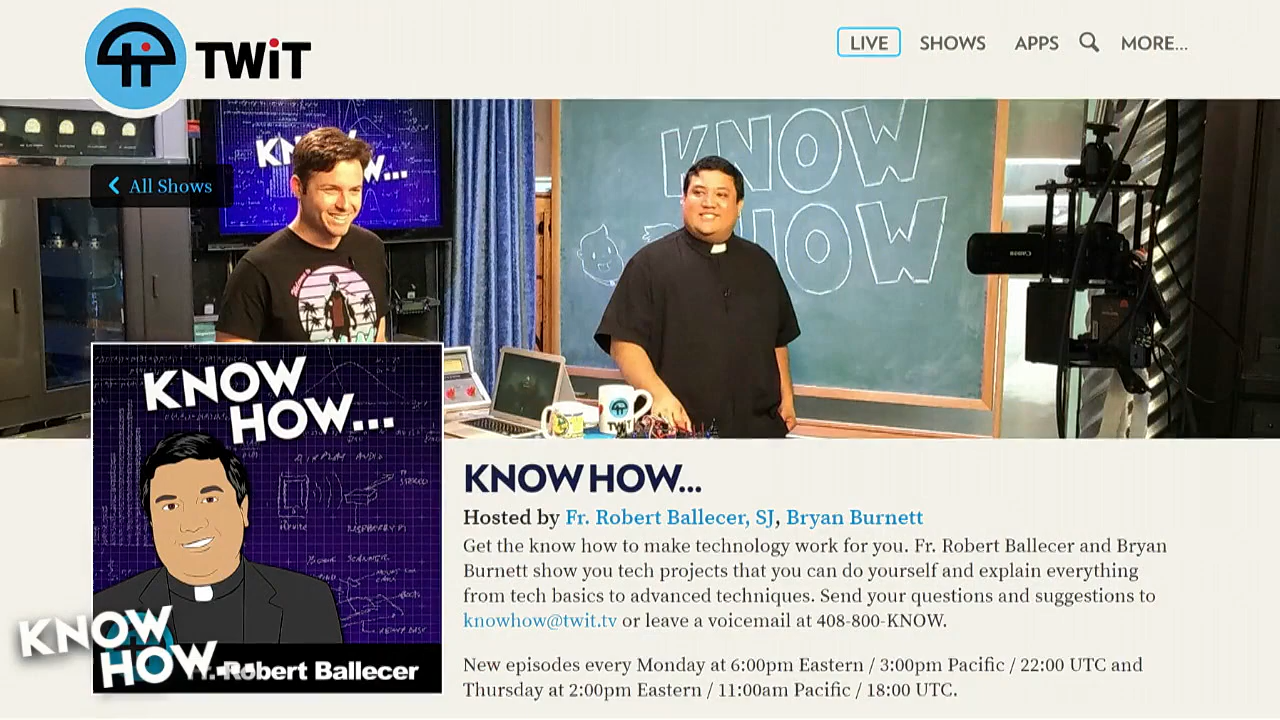 TWiT
LIVE
SHOWS
APPS
MORE...
All Shows
KNOW
HOW
KNOW
HOW...
KNOW HOW...
Hosted by Fr. Robert Ballecer, SJ, Bryan Burnett
Get the know how to make technology work for you. Fr. Robert Ballecer and Bryan
Burnett show you tech projects that you can do yourself and explain everything
from tech basics to advanced techniques. Send your questions and suggestions to
knowhow@twit.tv or leave a voicemail at 408-800-KNOW.
New episodes every Monday at 6:00pm Eastern / 3:00pm Pacific / 22:00 UTC and
Thursday at 2:00pm Eastern / 11:00am Pacific / 18:00 UTC.
KNOW
HOW...
Robert Ballecer